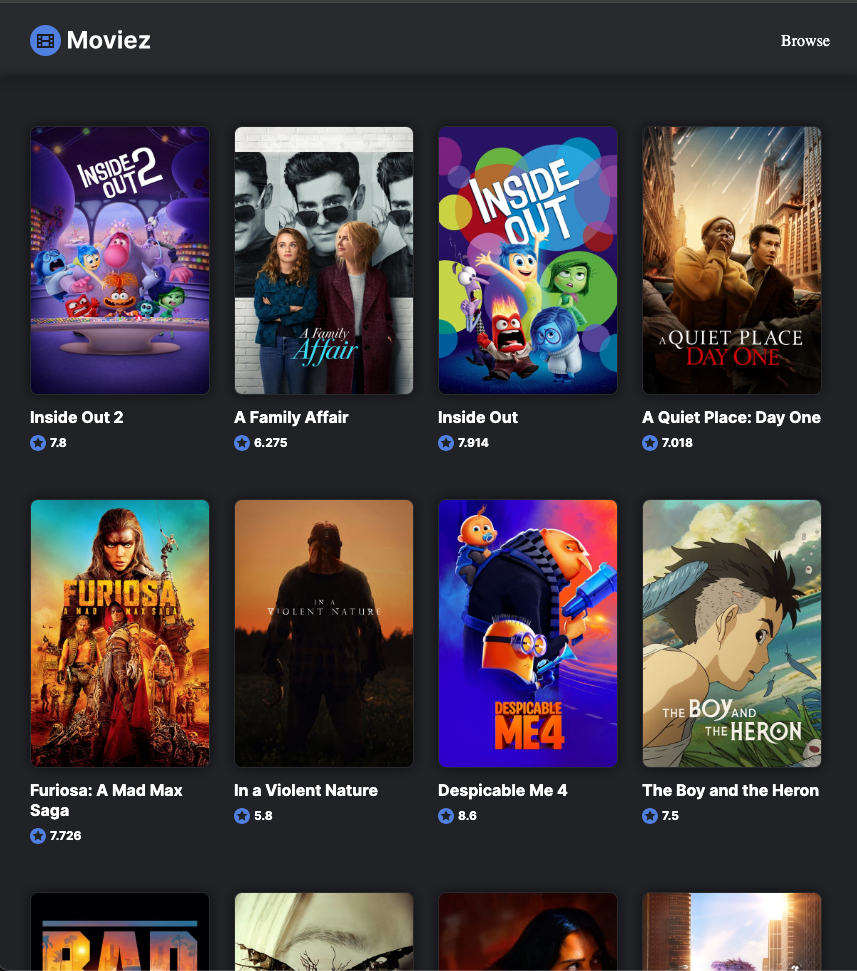 Moviez
Browse
INSIDE
OUT 2
A Family
Affair
INSIDE
OUT
A QUIET PLACE
DAY ONE
Inside Out 2
A Family Affair
Inside Out
A Quiet Place: Day One
7.8
6.275
7.914
7.018
FURIOSA
A MAD MAX SAGA
IN A
VIOLENT NATURE
DESPICABLE
ME4
THE BOY AND
THE HERON
Furiosa: A Mad Max
Saga
In a Violent Nature
Despicable Me 4
The Boy and the Heron
7.726
5.8
8.6
7.5
BAD